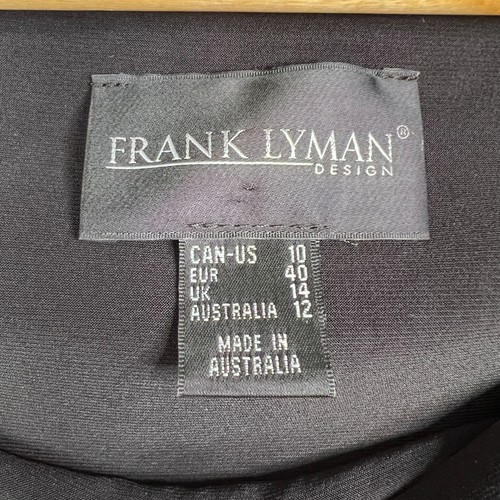 FRANK LYMAN®
DESIGN
CAN-US 10
EUR 40
UK 14
AUSTRALIA 12
MADE IN
AUSTRALIA